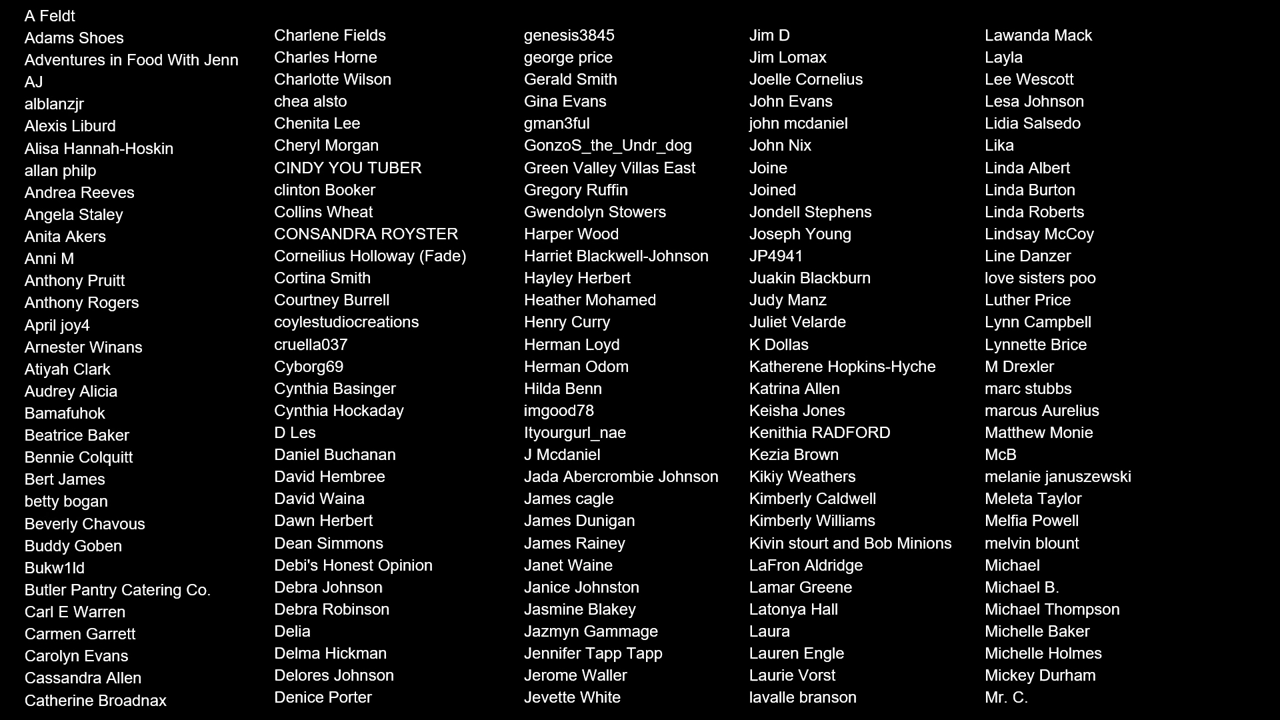 A Feldt
Adams Shoes
Adventures in Food With Jenn
AJ
alblanzjr
Alexis Liburd
Alisa Hannah-Hoskin
allan philp
Andrea Reeves
Angela Staley
Anita Akers
Anni M
Anthony Pruitt
Anthony Rogers
April joy4
Arnester Winans
Atiyah Clark
Audrey Alicia
Bamafuhok
Beatrice Baker
Bennie Colquitt
Bert James
betty bogan
Beverly Chavous
Buddy Goben
Bukw1ld
Butler Pantry Catering Co.
Carl E Warren
Carmen Garrett
Carolyn Evans
Cassandra Allen
Catherine Broadnax
Charlene Fields
Charles Horne
Charlotte Wilson
chea alsto
Chenita Lee
Cheryl Morgan
CINDY YOU TUBER
clinton Booker
Collins Wheat
CONSANDRA ROYSTER
Corneilius Holloway (Fade)
Cortina Smith
Courtney Burrell
coylestudiocreations
cruella037
Cyborg69
Cynthia Basinger
Cynthia Hockaday
D Les
Daniel Buchanan
David Hembree
David Waina
Dawn Herbert
Dean Simmons
Debi's Honest Opinion
Debra Johnson
Debra Robinson
Delia
Delma Hickman
Delores Johnson
Denice Porter
genesis3845
george price
Gerald Smith
Gina Evans
gman3ful
GonzoS_the_Undr_dog
Green Valley Villas East
Gregory Ruffin
Gwendolyn Stowers
Harper Wood
Harriet Blackwell-Johnson
Hayley Herbert
Heather Mohamed
Henry Curry
Herman Loyd
Herman Odom
Hilda Benn
imgood78
Ityourgurl_nae
J Mcdaniel
Jada Abercrombie Johnson
James cagle
James Dunigan
James Rainey
Janet Waine
Janice Johnston
Jasmine Blakey
Jazmyn Gammage
Jennifer Tapp Tapp
Jerome Waller
Jevette White
Jim D
Jim Lomax
Joelle Cornelius
John Evans
john mcdaniel
John Nix
Joine
Joined
Jondell Stephens
Joseph Young
JP4941
Juakin Blackburn
Judy Manz
Juliet Velarde
K Dollas
Katherene Hopkins-Hyche
Katrina Allen
Keisha Jones
Kenithia RADFORD
Kezia Brown
Kikiy Weathers
Kimberly Caldwell
Kimberly Williams
Kivin stourt and Bob Minions
LaFron Aldridge
Lamar Greene
Latonya Hall
Laura
Lauren Engle
Laurie Vorst
lavalle branson
Lawanda Mack
Layla
Lee Wescott
Lesa Johnson
Lidia Salsedo
Lika
Linda Albert
Linda Burton
Linda Roberts
Lindsay McCoy
Line Danzer
love sisters poo
Luther Price
Lynn Campbell
Lynnette Brice
M Drexler
marc stubbs
marcus Aurelius
Matthew Monie
McB
melanie januszewski
Meleta Taylor
Melfia Powell
melvin blount
Michael
Michael B.
Michael Thompson
Michelle Baker
Michelle Holmes
Mickey Durham
Mr. C.